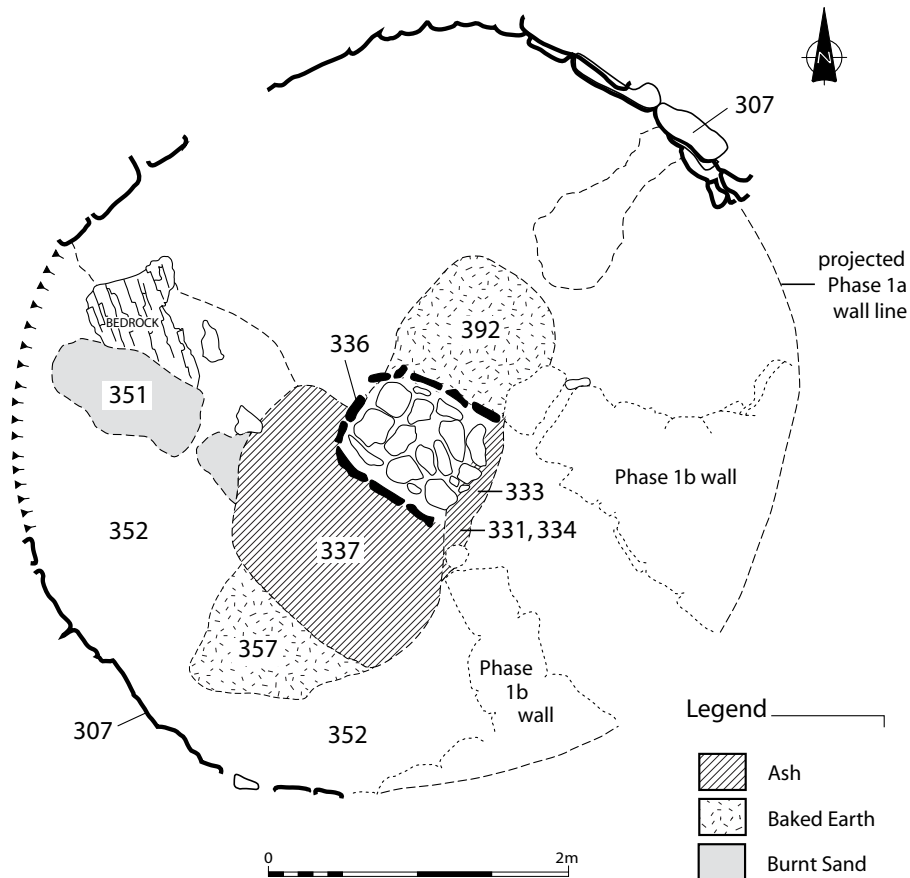 N
307
projected
Phase 1a
wall line
392
336
BEDROCK
351
Phase 1b wall
333
331, 334
352
337
357
Phase
1b
wall
307
352
Legend
Ash
Baked Earth
Burnt Sand
0
2m